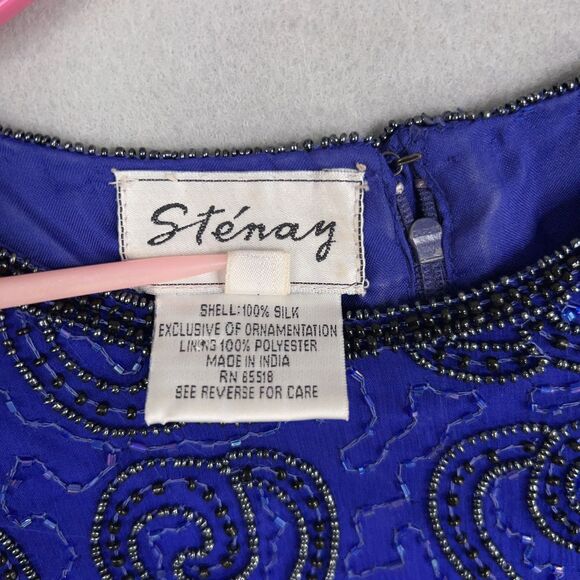 Sténay
SHELL: 100% SILK
EXCLUSIVE OF ORNAMENTATION
LINING 100% POLYESTER
MADE IN INDIA
RN 65518
SEE REVERSE FOR CARE